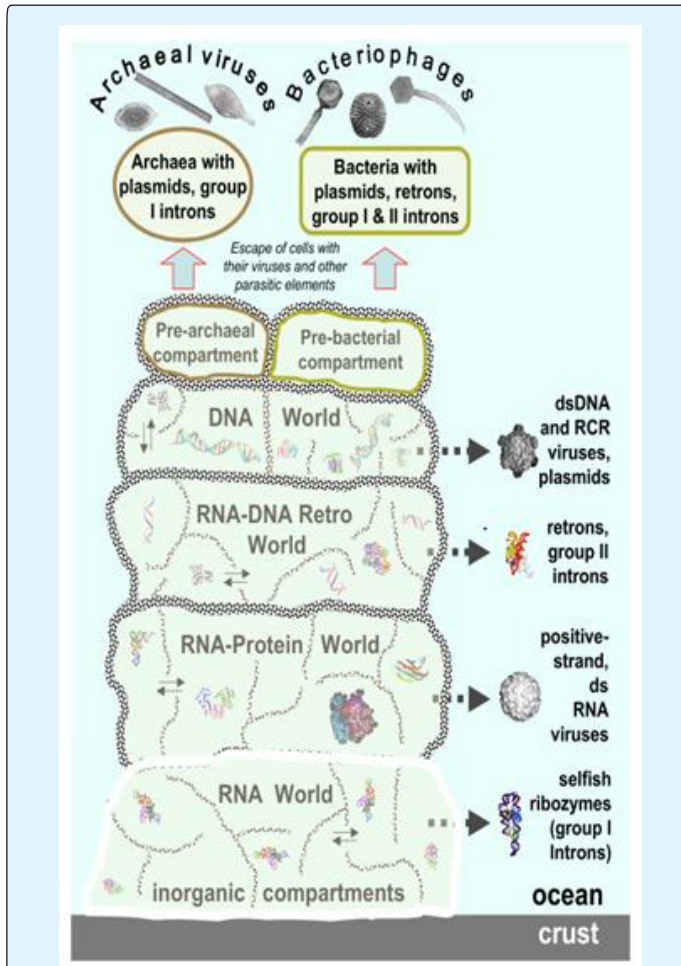 Archaeal viruses
Bacteriophages
Archaea with
plasmids, group
I introns
Bacteria with
plasmids, retrons,
group I & II introns
Escape of cells with
their viruses and other
parasitic elements
Pre-archaeal
compartment
Pre-bacterial
compartment
DNA World
dsDNA
and RCR
viruses,
plasmids
RNA-DNA Retro
World
retrons,
group II
introns
RNA-Protein World
positive-
strand,
ds
RNA
viruses
RNA World
selfish
ribozymes
(group I
Introns)
inorganic compartments
ocean
crust